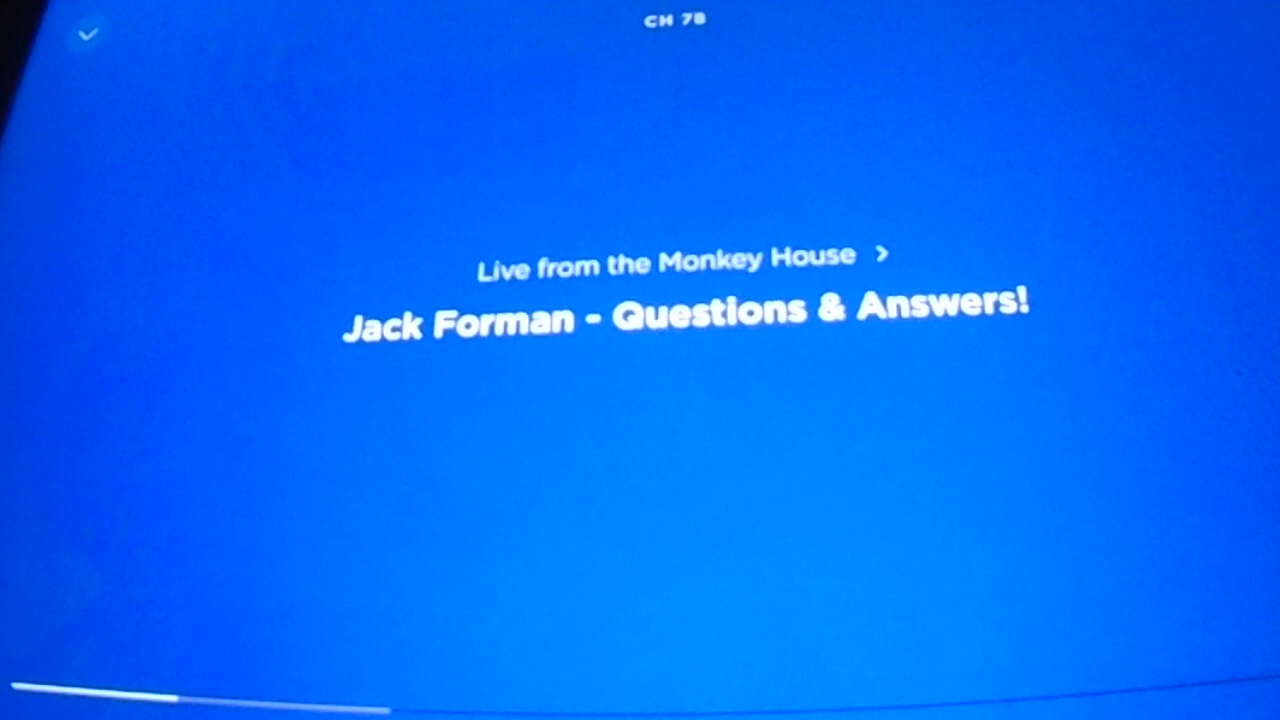 CH 78
Live from the Monkey House >
Jack Forman - Questions & Answers!